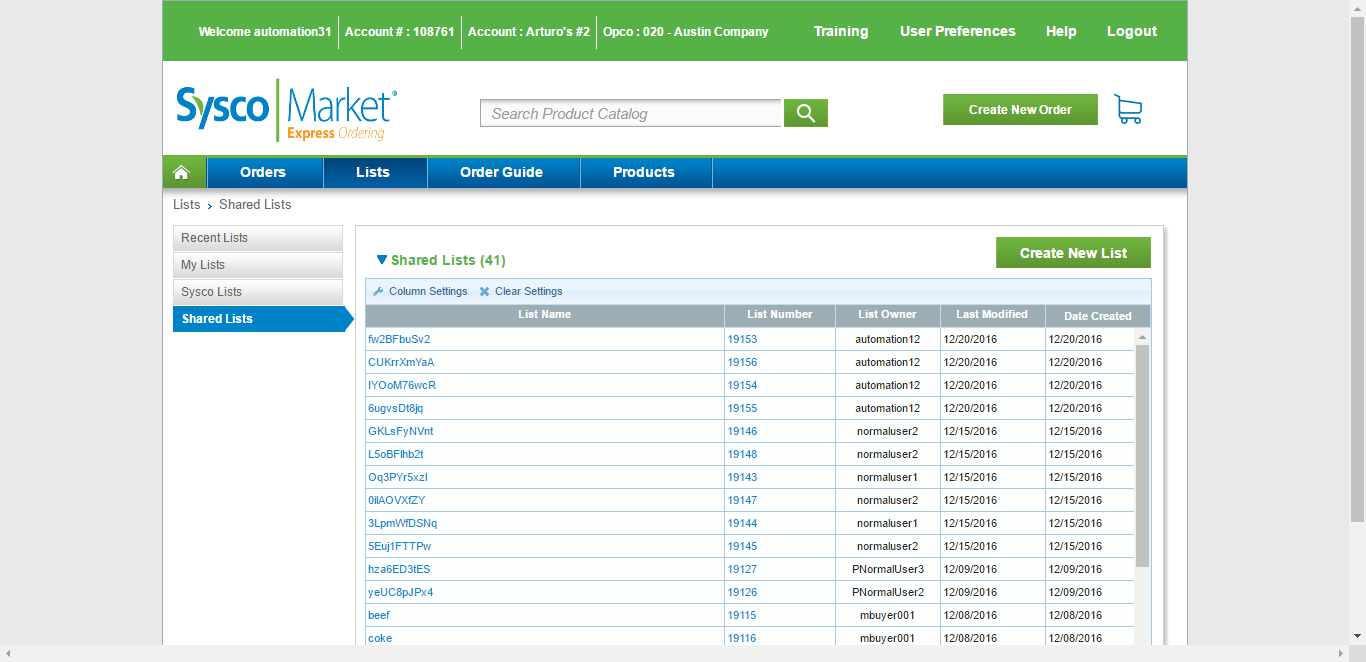 Welcome automation31 Account # : 108761 Account : Arturo's #2 Opco : 020 - Austin Company Training User Preferences Help Logout
Sysco Market®
Express Ordering
Search Product Catalog
Create New Order
Orders Lists Order Guide Products
Lists › Shared Lists
Recent Lists
My Lists
Sysco Lists
Shared Lists
Shared Lists (41)
Create New List
Column Settings Clear Settings
List Name List Number List Owner Last Modified Date Created
fw2BFbuSv2 19153 automation12 12/20/2016 12/20/2016
CUKrrXmYaA 19156 automation12 12/20/2016 12/20/2016
IYOoM76wcR 19154 automation12 12/20/2016 12/20/2016
6ugvsDt8jq 19155 automation12 12/20/2016 12/20/2016
GKLsFyNVnt 19146 normaluser2 12/15/2016 12/15/2016
L5oBFlhb2t 19148 normaluser2 12/15/2016 12/15/2016
Oq3PYr5xzI 19143 normaluser1 12/15/2016 12/15/2016
0ilAOVXfZY 19147 normaluser2 12/15/2016 12/15/2016
3LpmWfDSNq 19144 normaluser1 12/15/2016 12/15/2016
5Euj1FTTPw 19145 normaluser2 12/15/2016 12/15/2016
hza6ED3tES 19127 PNormalUser3 12/09/2016 12/09/2016
yeUC8pJPx4 19126 PNormalUser2 12/09/2016 12/09/2016
beef 19115 mbuyer001 12/08/2016 12/08/2016
coke 19116 mbuyer001 12/08/2016 12/08/2016